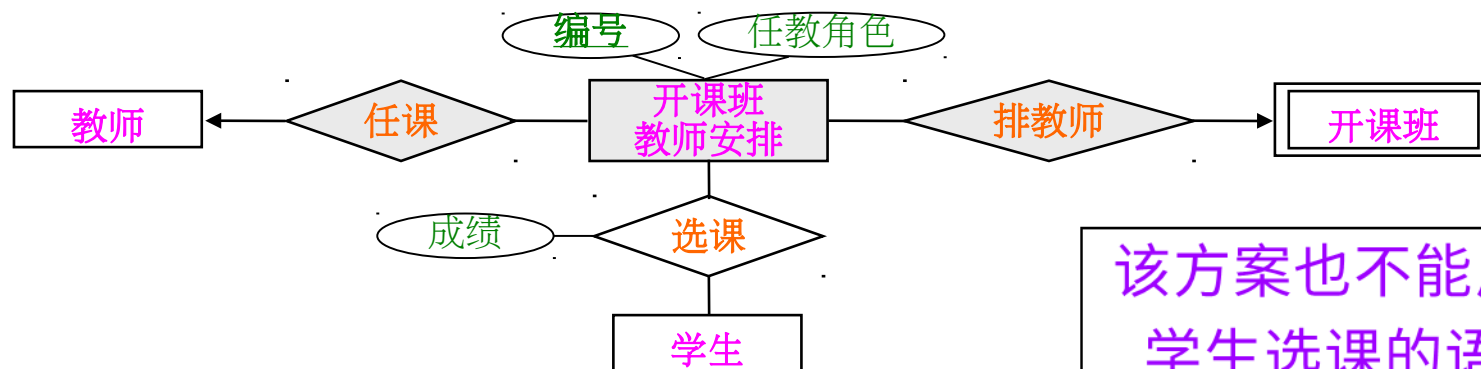 编号
任教角色
教师
任课
开课班
教师安排
排教师
开课班
成绩
选课
学生
该方案也不能
学生选课的语